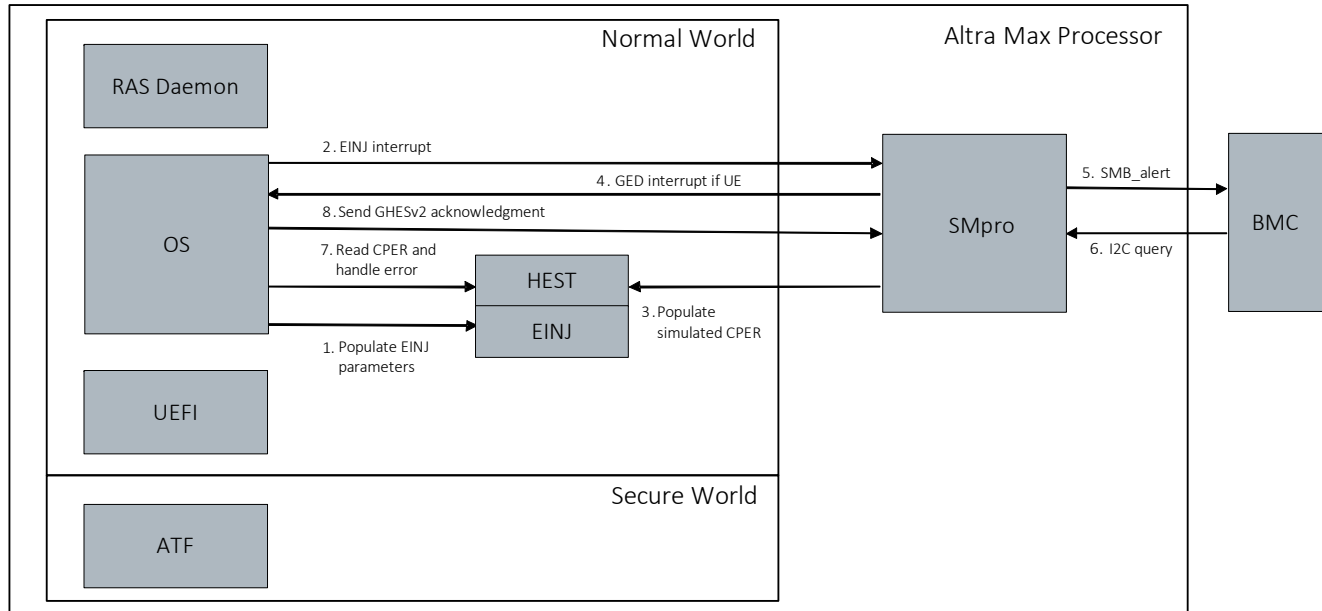 Normal World
Altra Max Processor
RAS Daemon
2. EINJ interrupt
4. GED interrupt if UE
5. SMB_alert
8. Send GHESv2 acknowledgment
OS
SMpro
BMC
7. Read CPER and
handle error
6. I2C query
HEST
3. Populate
simulated CPER
EINJ
1. Populate EINJ
parameters
UEFI
Secure World
ATF